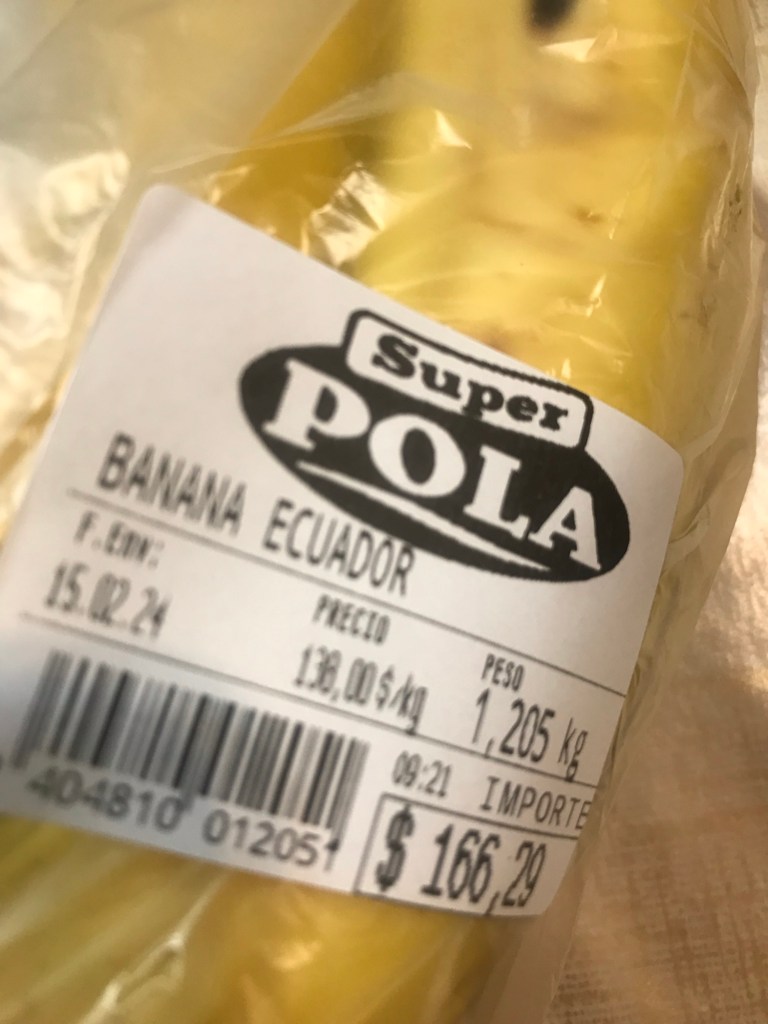 Super
POLA
BANANA ECUADOR
F.Env:
15.02.24
PRECIO
138,00 $/kg
PESO
1,205 kg
09:21 IMPORTE
$ 166,29
404810 012051